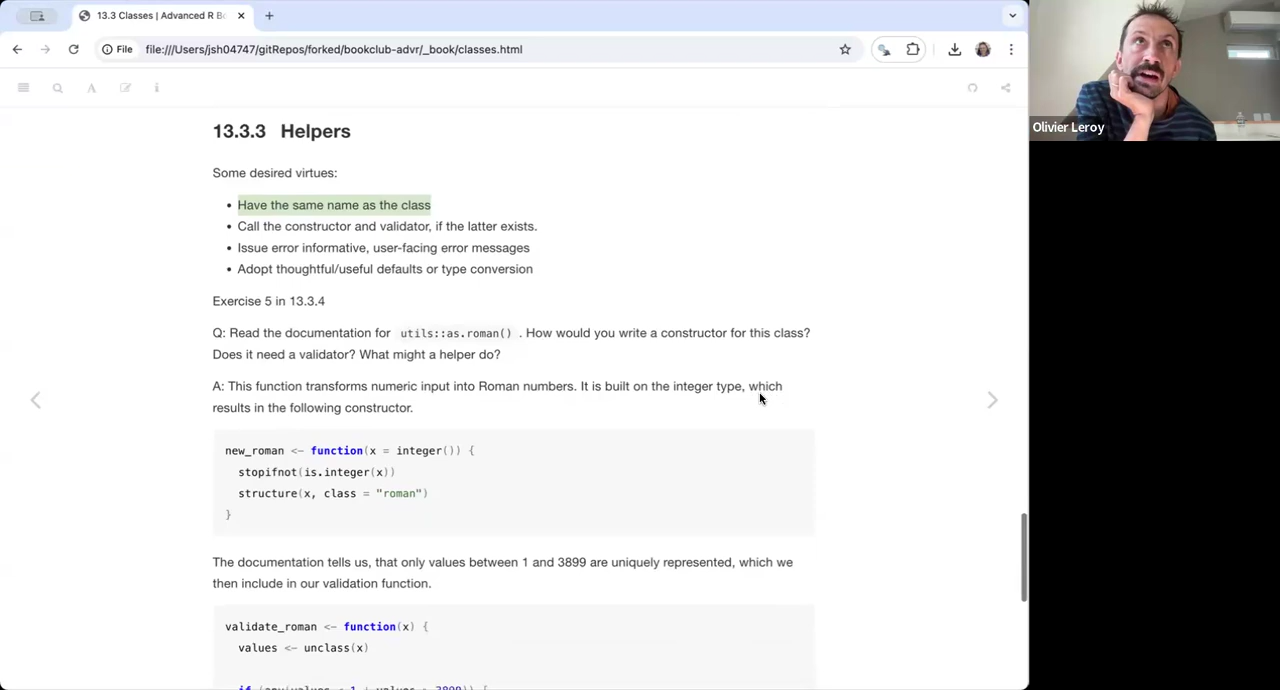 13.3 Classes | Advanced R Bo
File
file:///Users/jsh04747/gitRepos/forked/bookclub-advr/_book/classes.html
Olivier Leroy
13.3.3 Helpers
Some desired virtues:
• Have the same name as the class
• Call the constructor and validator, if the latter exists.
• Issue error informative, user-facing error messages
• Adopt thoughtful/useful defaults or type conversion
Exercise 5 in 13.3.4
Q: Read the documentation for utils::as.roman() . How would you write a constructor for this class?
Does it need a validator? What might a helper do?
A: This function transforms numeric input into Roman numbers. It is built on the integer type, which
results in the following constructor.
new_roman <- function(x = integer()) {
stopifnot(is.integer(x))
structure(x, class = "roman")
}
The documentation tells us, that only values between 1 and 3899 are uniquely represented, which we
then include in our validation function.
validate_roman <- function(x) {
values <- unclass(x)
if (any(values < 1 | values > 3899)) {